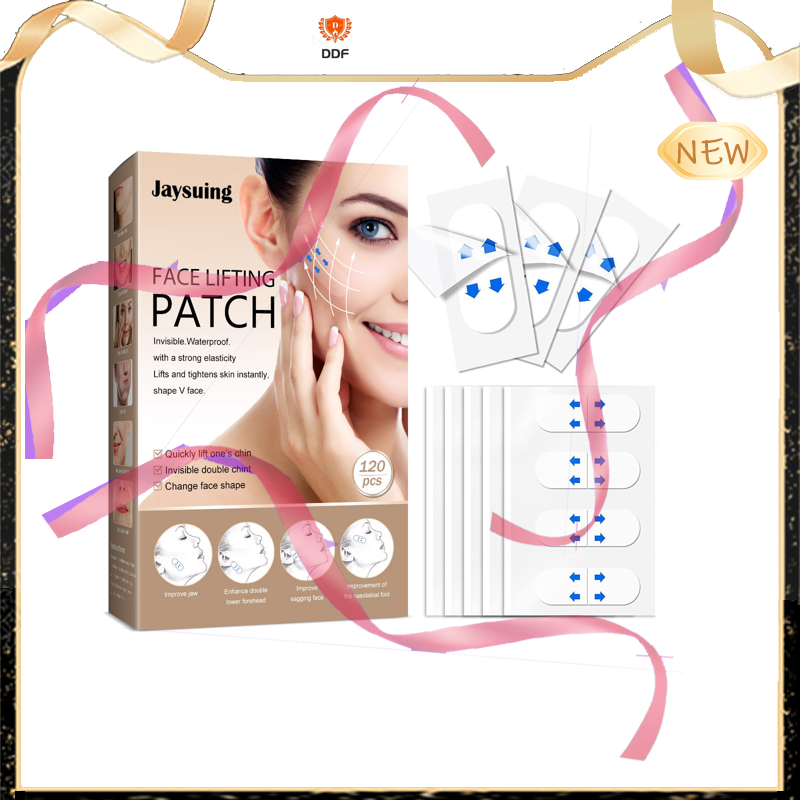 DDF
NEW
Jaysuing
FACE LIFTING
PATCH
Invisible.Waterproof.
with a strong elasticity
Lifts and tightens skin instantly,
shape V face.
Quickly lift one's chin
Invisible double chint
Change face shape
120
pcs
Improve jaw
Enhance double
lower forehead
Improve
sagging face
Improvement of
the nasolabial fold